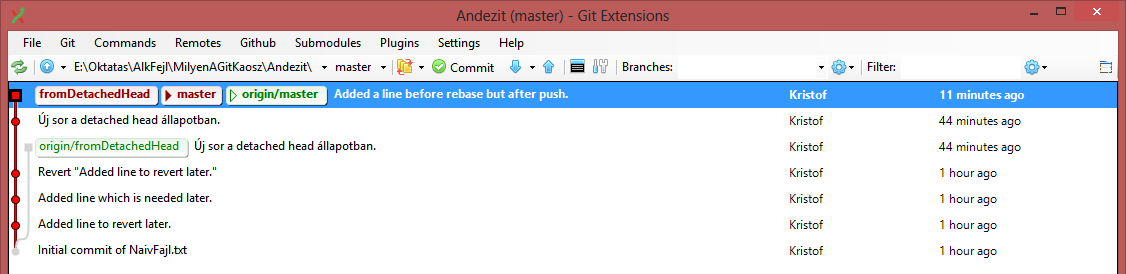 Andezit (master) - Git Extensions
File Git Commands Remotes Github Submodules Plugins Settings Help
E:\Oktatas\AlkFejl\MilyenAGitKaosz\Andezit\ master Commit Branches: Filter:
fromDetachedHead master origin/master Added a line before rebase but after push. Kristof 11 minutes ago
Új sor a detached head állapotban. Kristof 44 minutes ago
origin/fromDetachedHead Új sor a detached head állapotban. Kristof 44 minutes ago
Revert "Added line to revert later." Kristof 1 hour ago
Added line which is needed later. Kristof 1 hour ago
Added line to revert later. Kristof 1 hour ago
Initial commit of NaivFajl.txt Kristof 1 hour ago